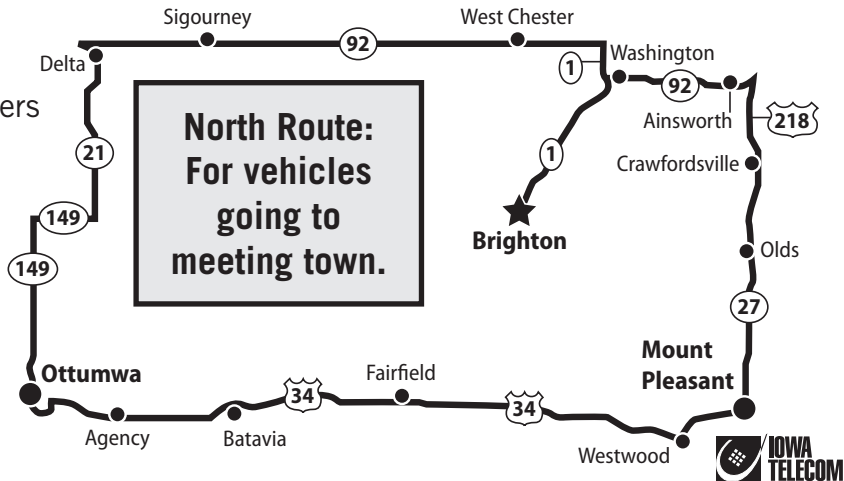 Sigourney
West Chester
92
Delta
1
Washington
ers
92
North Route:
For vehicles
going to
meeting town.
Ainsworth
218
21
1
Crawfordsville
149
Brighton
Olds
149
27
Mount
Pleasant
Ottumwa
Fairfield
34
34
Agency
Batavia
Westwood
IOWA
TELECOM